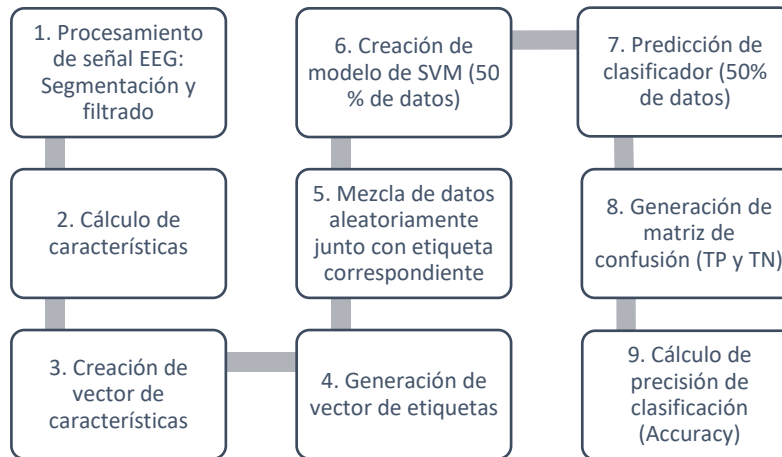 1. Procesamiento
de señal EEG:
Segmentación y
filtrado
2. Cálculo de
características
3. Creación de
vector de
características
4. Generación de
vector de etiquetas
5. Mezcla de datos
aleatoriamente
junto con etiqueta
correspondiente
6. Creación de
modelo de SVM (50
% de datos)
7. Predicción de
clasificador (50%
de datos)
8. Generación de
matriz de
confusión (TP y TN)
9. Cálculo de
precisión de
clasificación
(Accuracy)